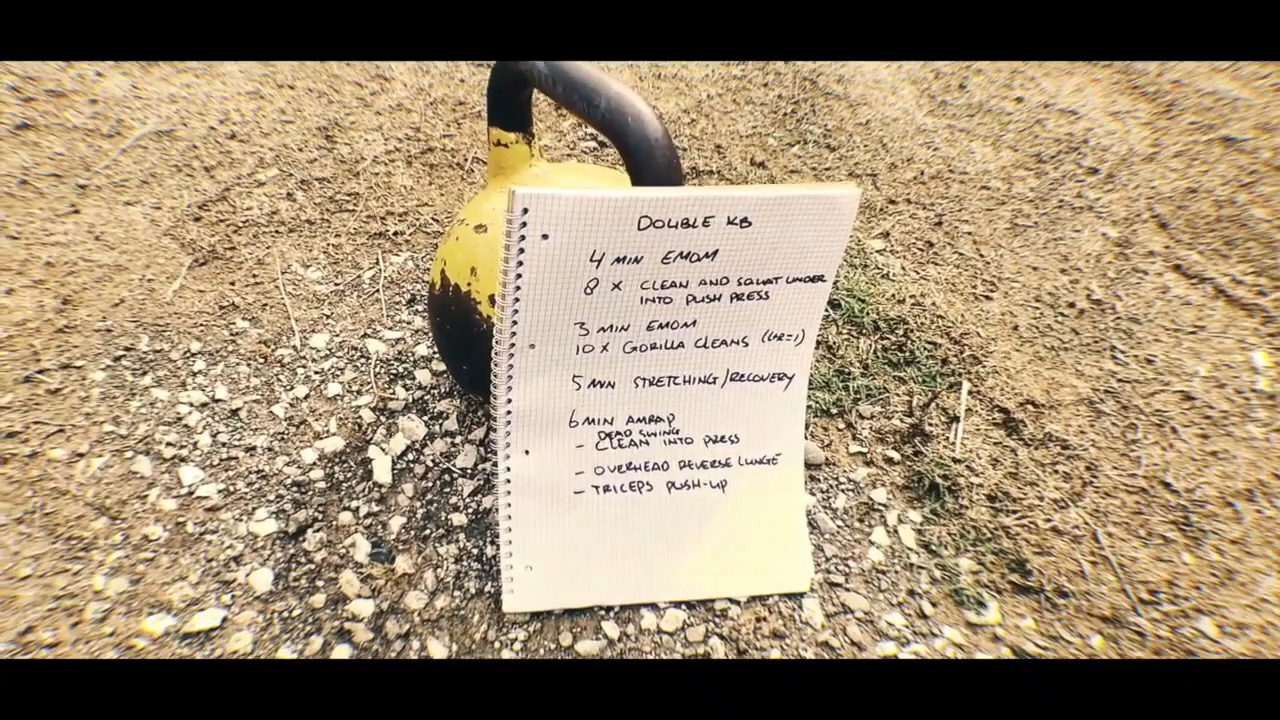 DOUBLE KB
4 MIN EMOM
8 X CLEAN AND SQUAT UNDER
INTO PUSH PRESS
3 MIN EMOM
10 X GORILLA CLEANS (L+R=1)
5 MIN STRETCHING/RECOVERY
6 MIN AMRAP
DEAD SWING
- CLEAN INTO PRESS
- OVERHEAD REVERSE LUNGE
- TRICEPS PUSH-UP